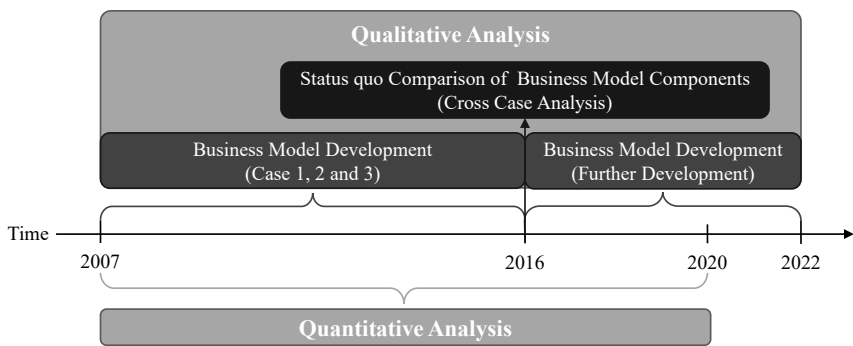 Qualitative Analysis
Status quo Comparison of Business Model Components
(Cross Case Analysis)
Business Model Development
(Case 1, 2 and 3)
Business Model Development
(Further Development)
Time
2007
2016
2020
2022
Quantitative Analysis